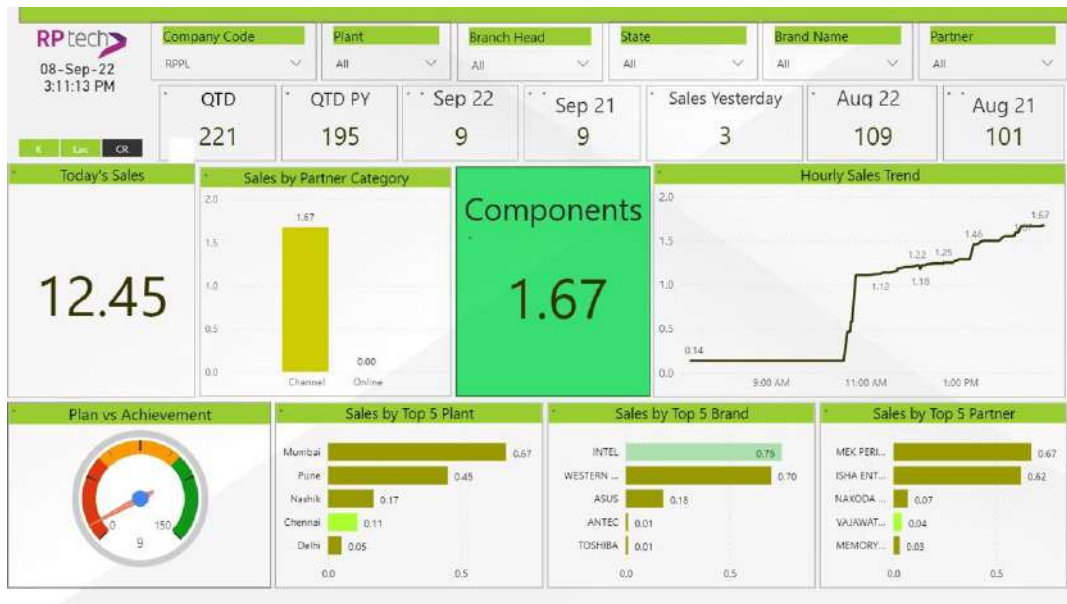 RP tech
08-Sep-22
3:11:13 PM
K Lac CR
Company Code Plant Branch Head State Brand Name Partner
RPPL All All All All All
QTD QTD PY Sep 22 Sep 21 Sales Yesterday Aug 22 Aug 21
221 195 9 9 3 109 101
Today's Sales
12.45
Sales by Partner Category
2.0
1.5
1.0
0.5
0.0
1.67
0.00
Channel Online
Components
1.67
Hourly Sales Trend
2.0
1.5
1.0
0.5
0.0
0.14
1.12
1.22
1.18
1.25
1.46
1.67
9:00 AM 11:00 AM 1:00 PM
Plan vs Achievement
0 150
9
Sales by Top 5 Plant
Mumbai 0.67
Pune 0.45
Nashik 0.17
Chennai 0.11
Delhi 0.05
0.0 0.5
Sales by Top 5 Brand
INTEL 0.75
WESTERN ... 0.70
ASUS 0.18
ANTEC 0.01
TOSHIBA 0.01
0.0 0.5
Sales by Top 5 Partner
MEK PERI... 0.67
ISHA ENT... 0.62
NAKODA ... 0.07
VAJAWAT... 0.04
MEMORY... 0.03
0.0 0.5